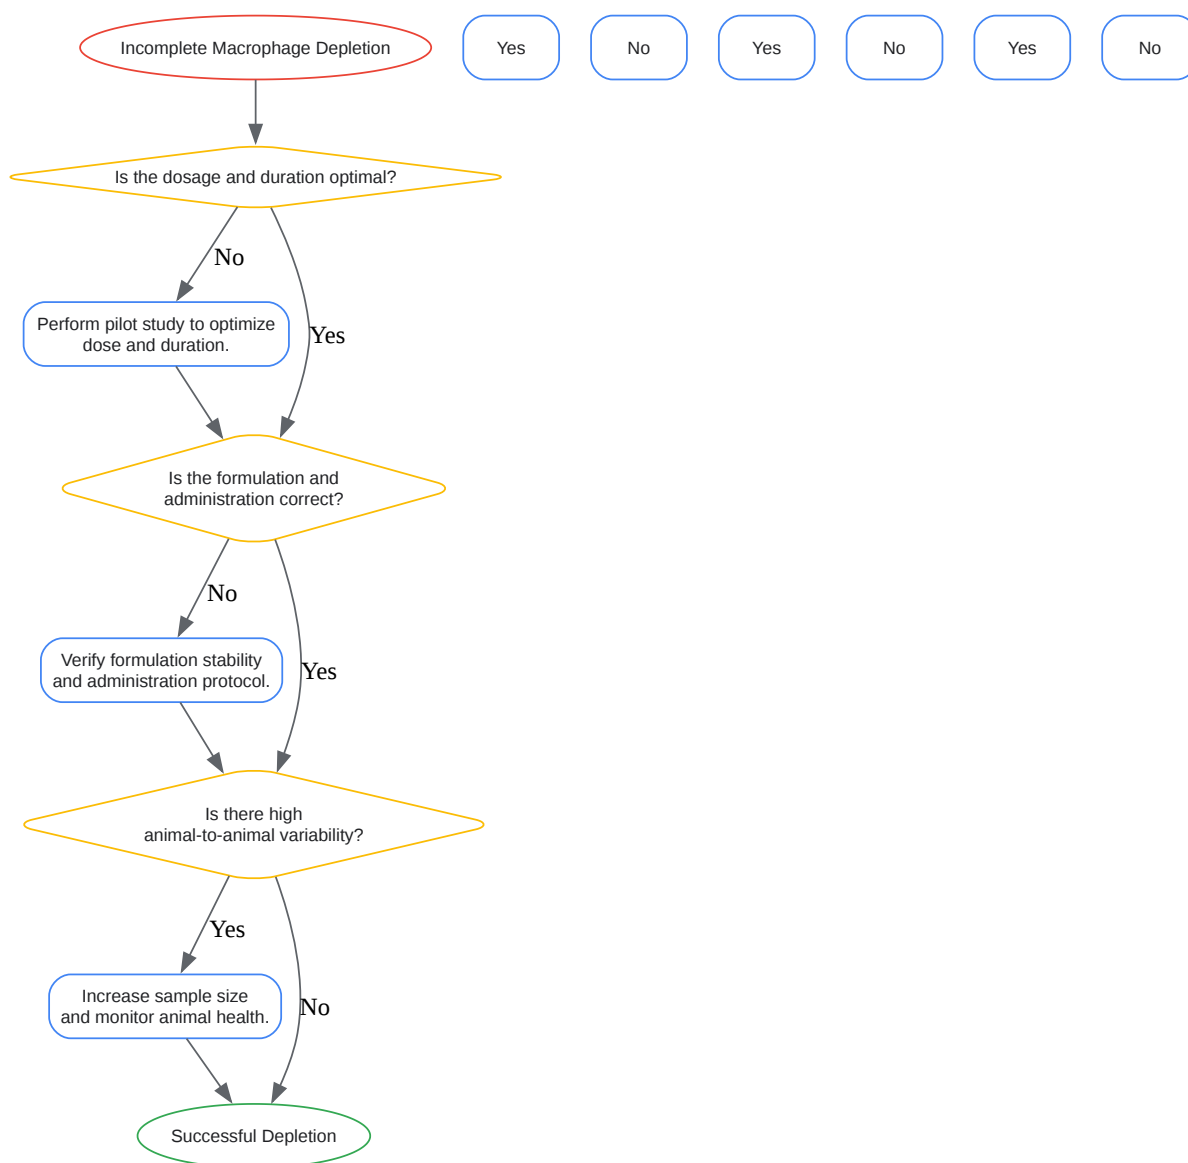 Incomplete Macrophage Depletion
Yes
No
Yes
No
Yes
No
Is the dosage and duration optimal?
No
Perform pilot study to optimize
dose and duration.
Yes
Is the formulation and
administration correct?
No
Verify formulation stability
and administration protocol.
Yes
Is there high
animal-to-animal variability?
Yes
Increase sample size
and monitor animal health.
No
Successful Depletion